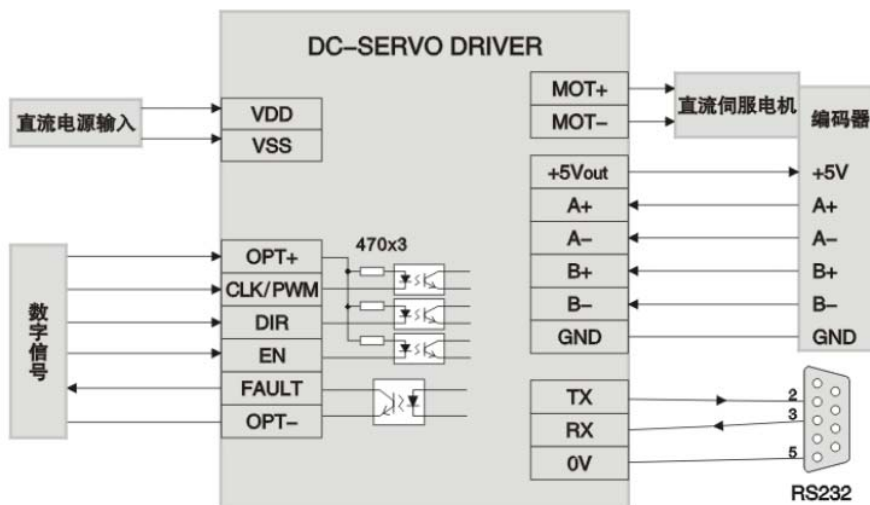 DC-SERVO DRIVER
直流电源输入
VDD
VSS
数字信号
OPT+
CLK/PWM
DIR
EN
FAULT
OPT-
470x3
MOT+
MOT-
直流伺服电机
编码器
+5Vout
A+
A-
B+
B-
GND
+5V
A+
A-
B+
B-
GND
TX
RX
0V
2
3
5
RS232